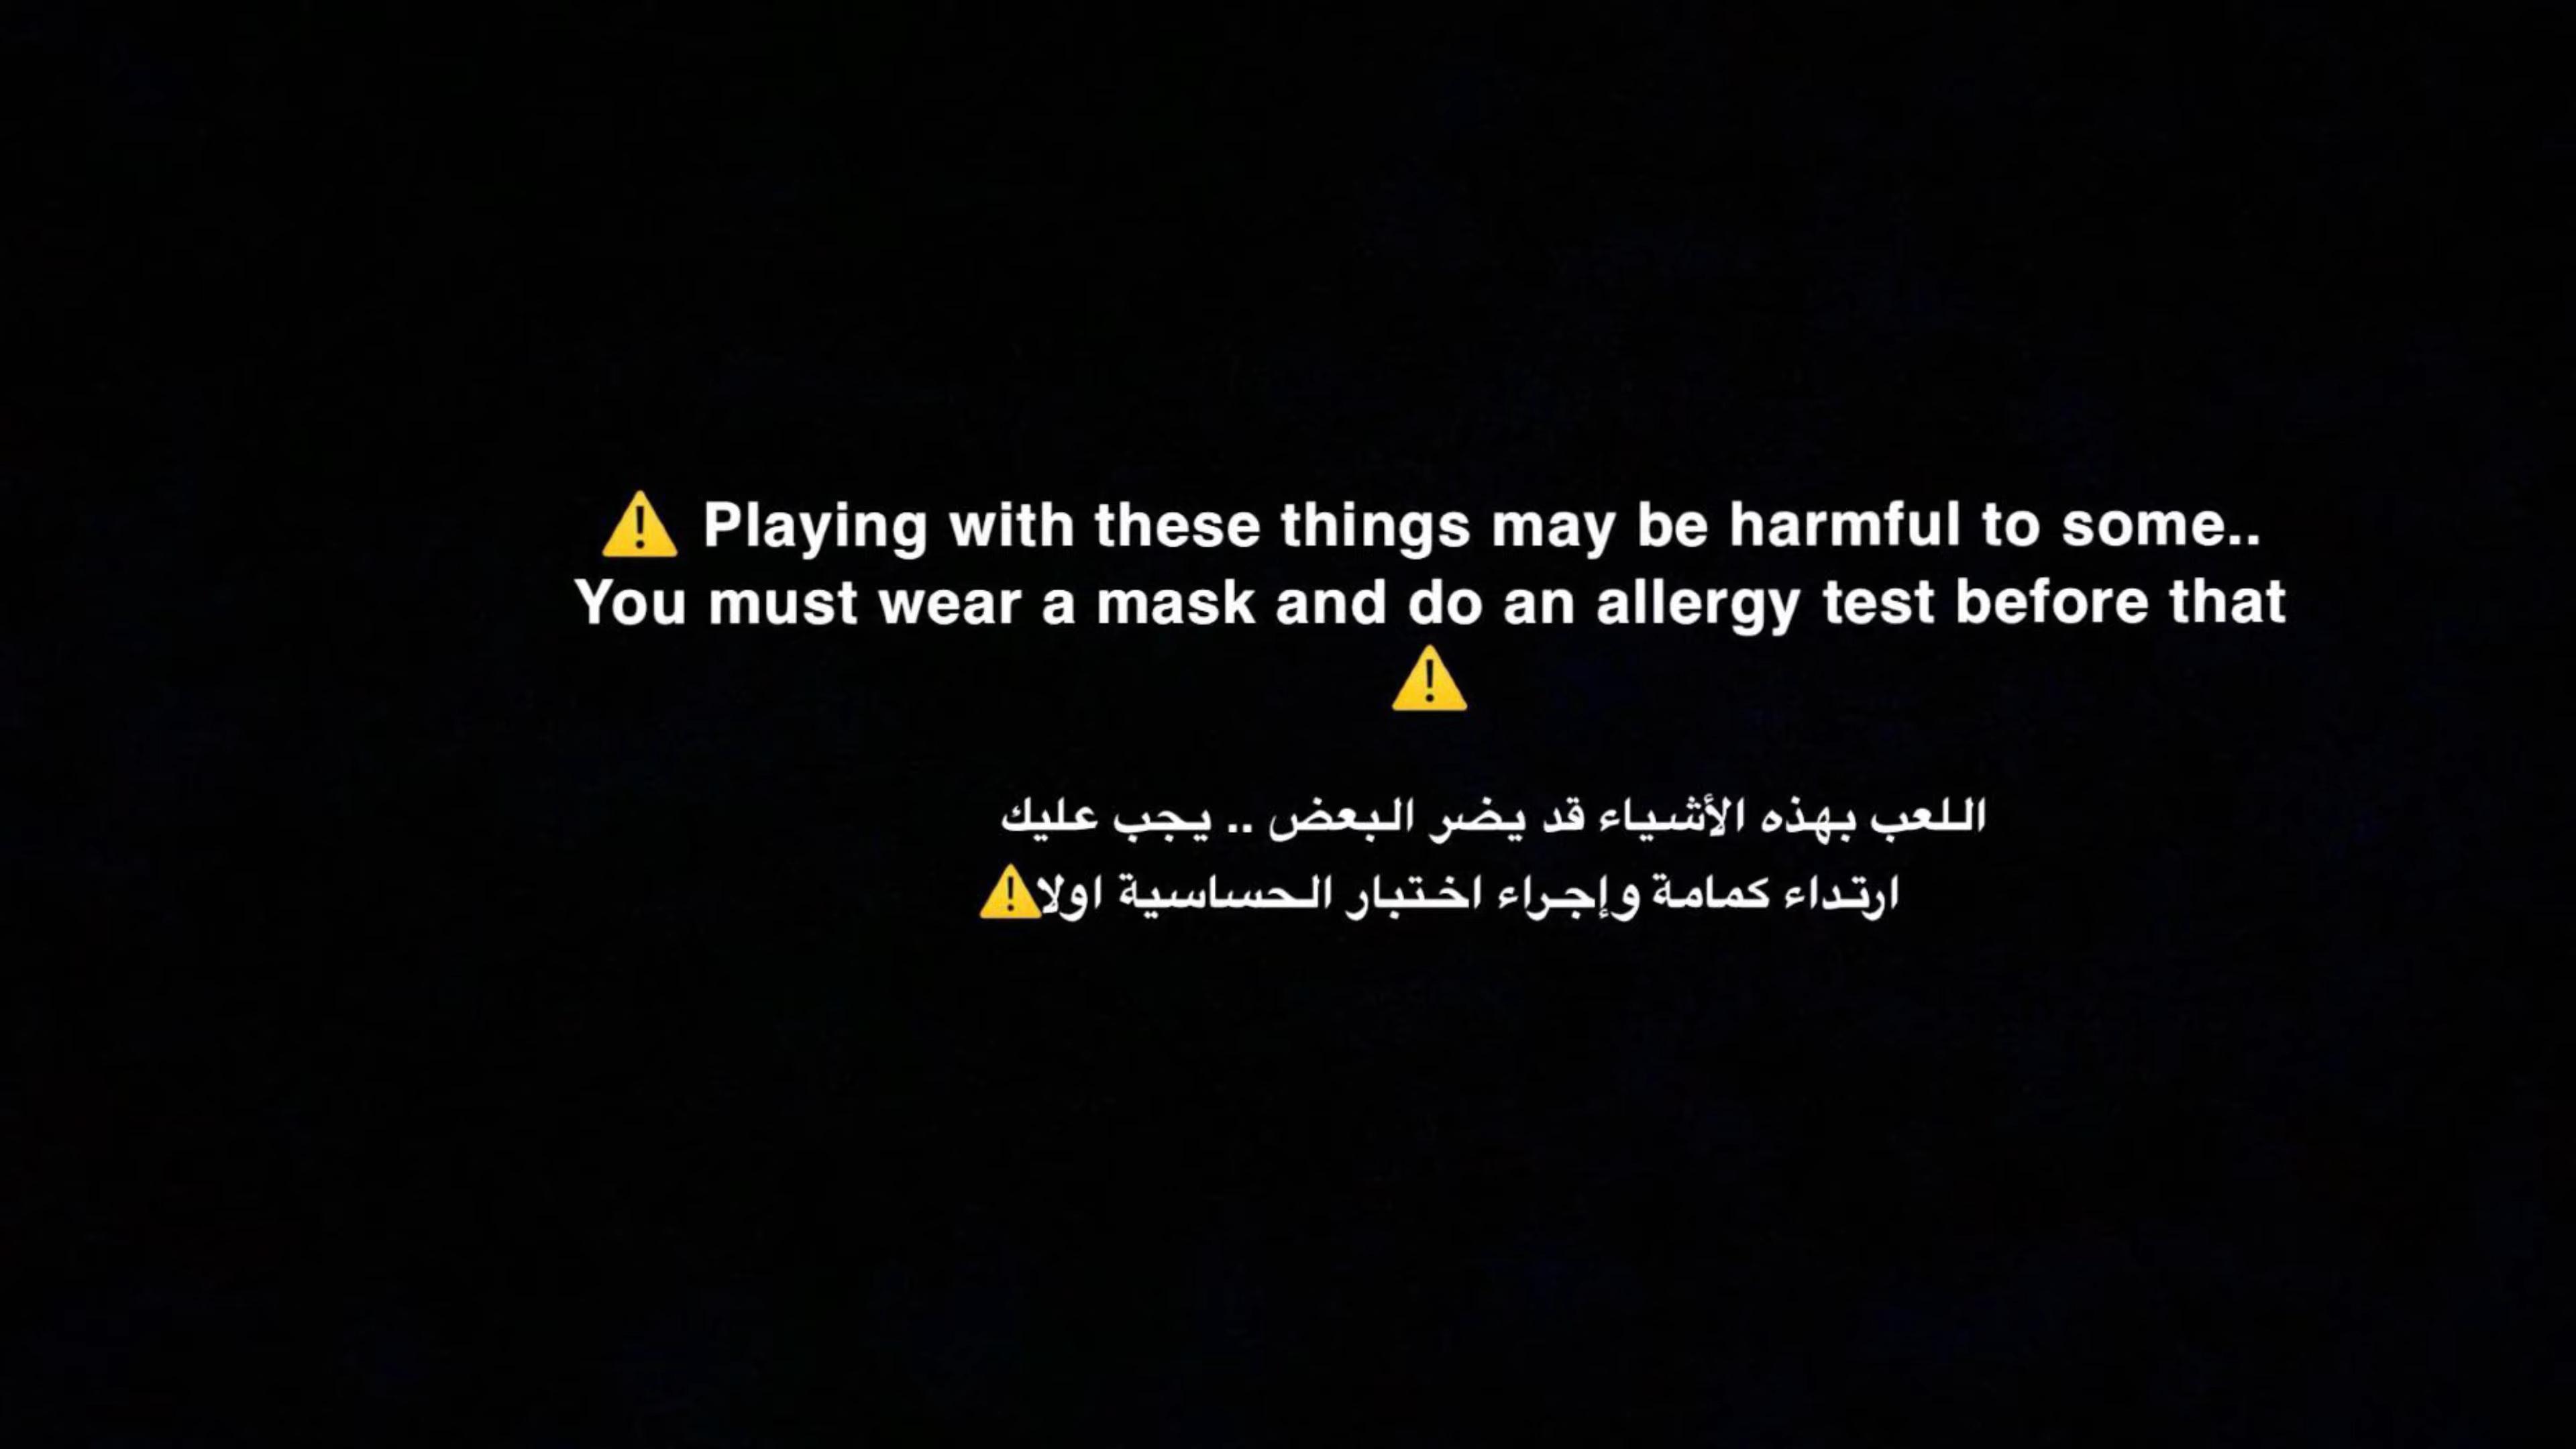 ⚠️ Playing with these things may be harmful to some..
You must wear a mask and do an allergy test before that
⚠️
اللعب بهذه الأشياء قد يضر البعض .. يجب عليك
ارتداء كمامة وإجراء اختبار الحساسية اولا⚠️